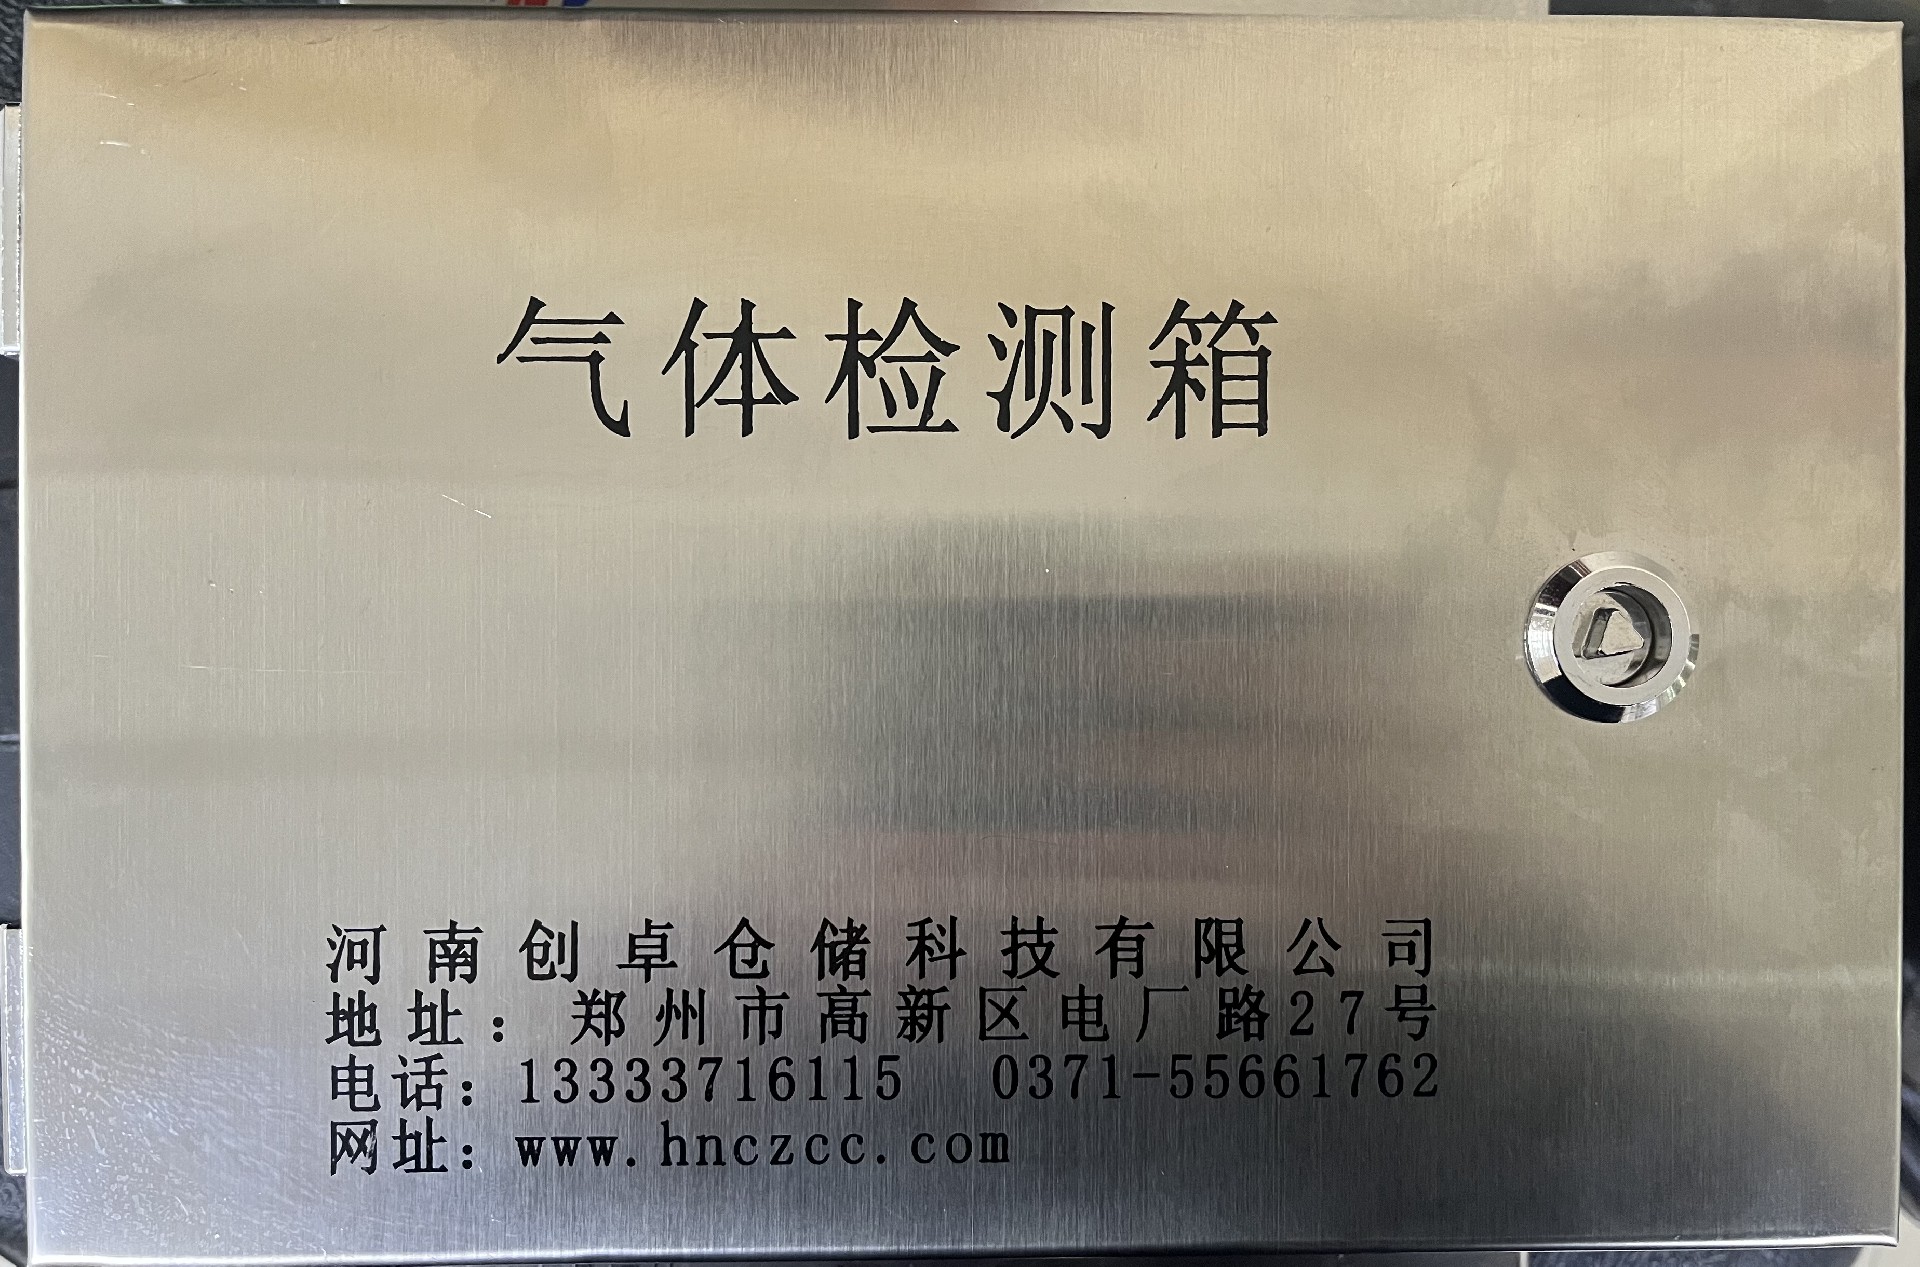 气体检测箱
河南创卓仓储科技有限公司
地址：郑州市高新区电厂路27号
电话：13333716115 0371-55661762
网址：www.hnczcc.com